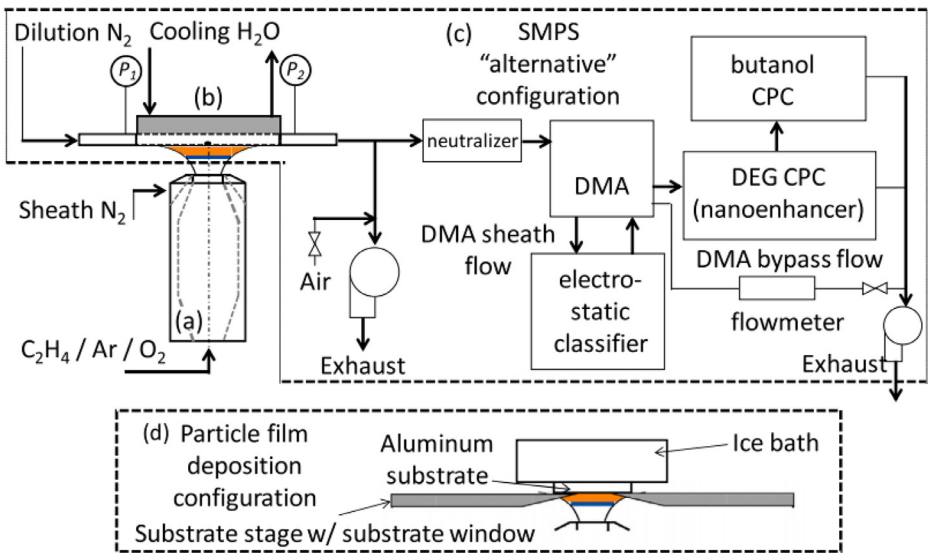 Dilution N2
Cooling H2O
(c)
SMPS
“alternative”
configuration
P1
P2
(b)
butanol
CPC
neutralizer
DMA
DEG CPC
(nanoenhancer)
Sheath N2
Air
DMA sheath
flow
DMA bypass flow
electro-
static
classifier
flowmeter
(a)
C2H4 / Ar / O2
Exhaust
Exhaust
(d) Particle film
deposition
configuration
Aluminum
substrate
Ice bath
Substrate stage w/ substrate window